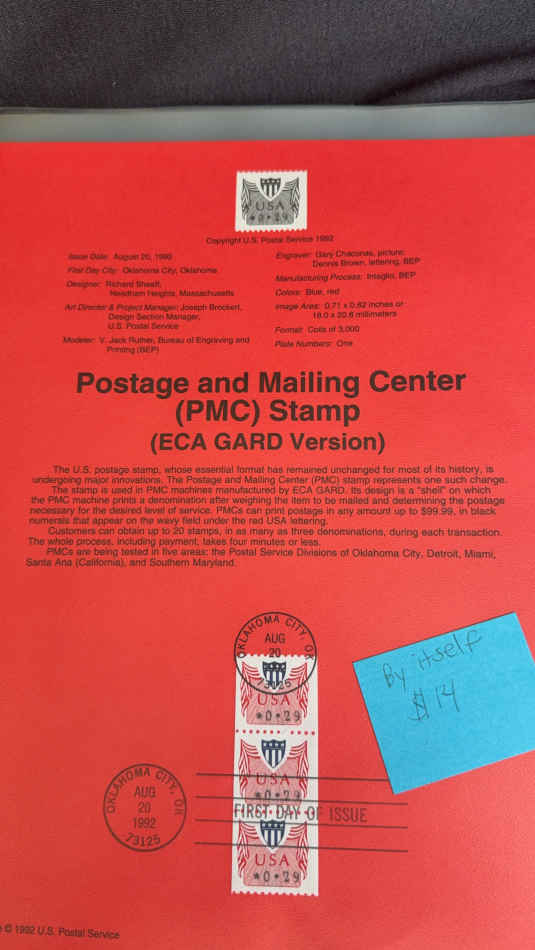 USA
*0*29
Copyright U.S. Postal Service 1992
Issue Date: August 20, 1992
First Day City: Oklahoma City, Oklahoma
Designer: Richard Sheaff,
Needham Heights, Massachusetts
Art Director & Project Manager: Joseph Brockert,
Design Section Manager,
U.S. Postal Service
Modeler: V. Jack Ruther, Bureau of Engraving and
Printing (BEP)
Engraver: Gary Chaconas, picture;
Dennis Brown, lettering, BEP
Manufacturing Process: Intaglio, BEP
Colors: Blue, red
Image Area: 0.71 x 0.82 inches or
18.0 x 20.8 millimeters
Format: Coils of 3,000
Plate Numbers: One
Postage and Mailing Center
(PMC) Stamp
(ECA GARD Version)
The U.S. postage stamp, whose essential format has remained unchanged for most of its history, is
undergoing major innovations. The Postage and Mailing Center (PMC) stamp represents one such change.
The stamp is used in PMC machines manufactured by ECA GARD. Its design is a "shell" on which
the PMC machine prints a denomination after weighing the item to be mailed and determining the postage
necessary for the desired level of service. PMCs can print postage in any amount up to $99.99, in black
numerals that appear on the wavy field under the red USA lettering.
Customers can obtain up to 20 stamps, in as many as three denominations, during each transaction.
The whole process, including payment, takes four minutes or less.
PMCs are being tested in five areas: the Postal Service Divisions of Oklahoma City, Detroit, Miami,
Santa Ana (California), and Southern Maryland.
OKLAHOMA CITY, OK
AUG
20
73125
USA
*0*29
USA
*0*29
USA
*0*29
OKLAHOMA CITY, OK
AUG
20
1992
73125
FIRST DAY OF ISSUE
By itself
$14
© 1992 U.S. Postal Service